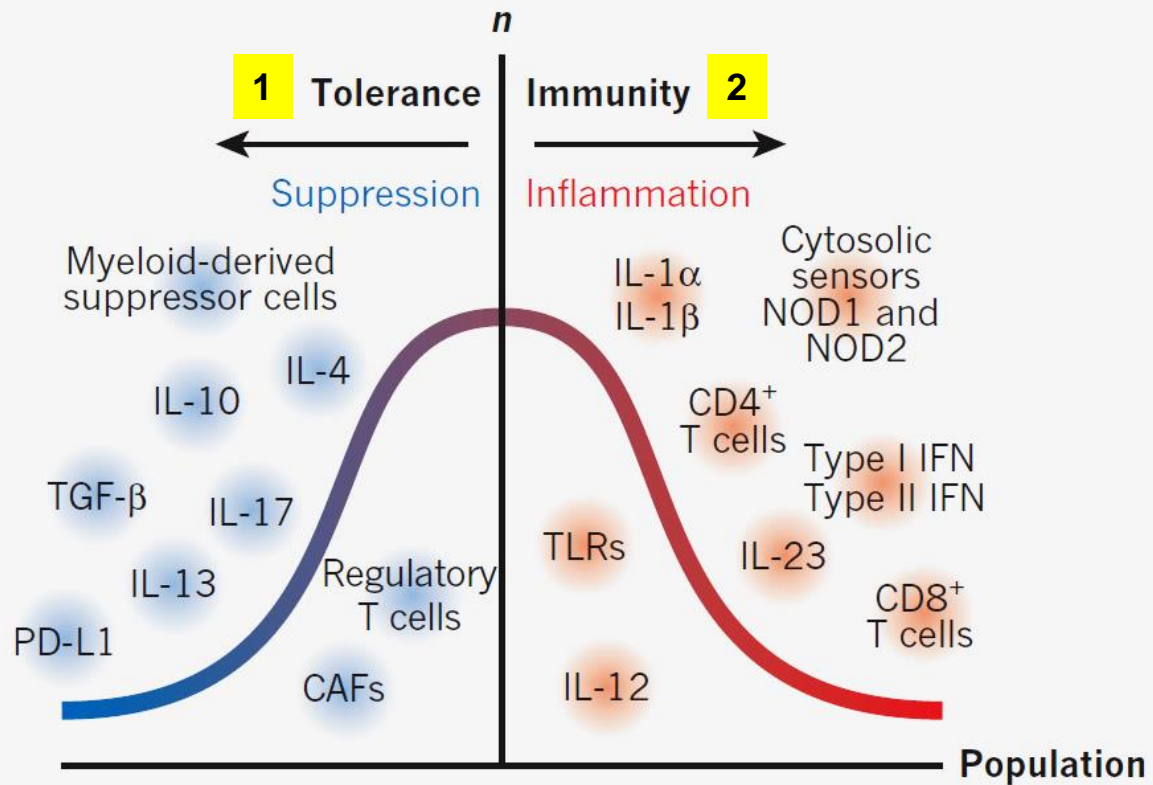 n
1 Tolerance
Immunity 2
Suppression
Inflammation
Myeloid-derived
suppressor cells
IL-4
IL-10
TGF-β
IL-17
IL-13
Regulatory
T cells
PD-L1
CAFs
IL-1α
IL-1β
Cytosolic
sensors
NOD1 and
NOD2
CD4⁺
T cells
Type I IFN
Type II IFN
TLRs
IL-23
CD8⁺
T cells
IL-12
Population